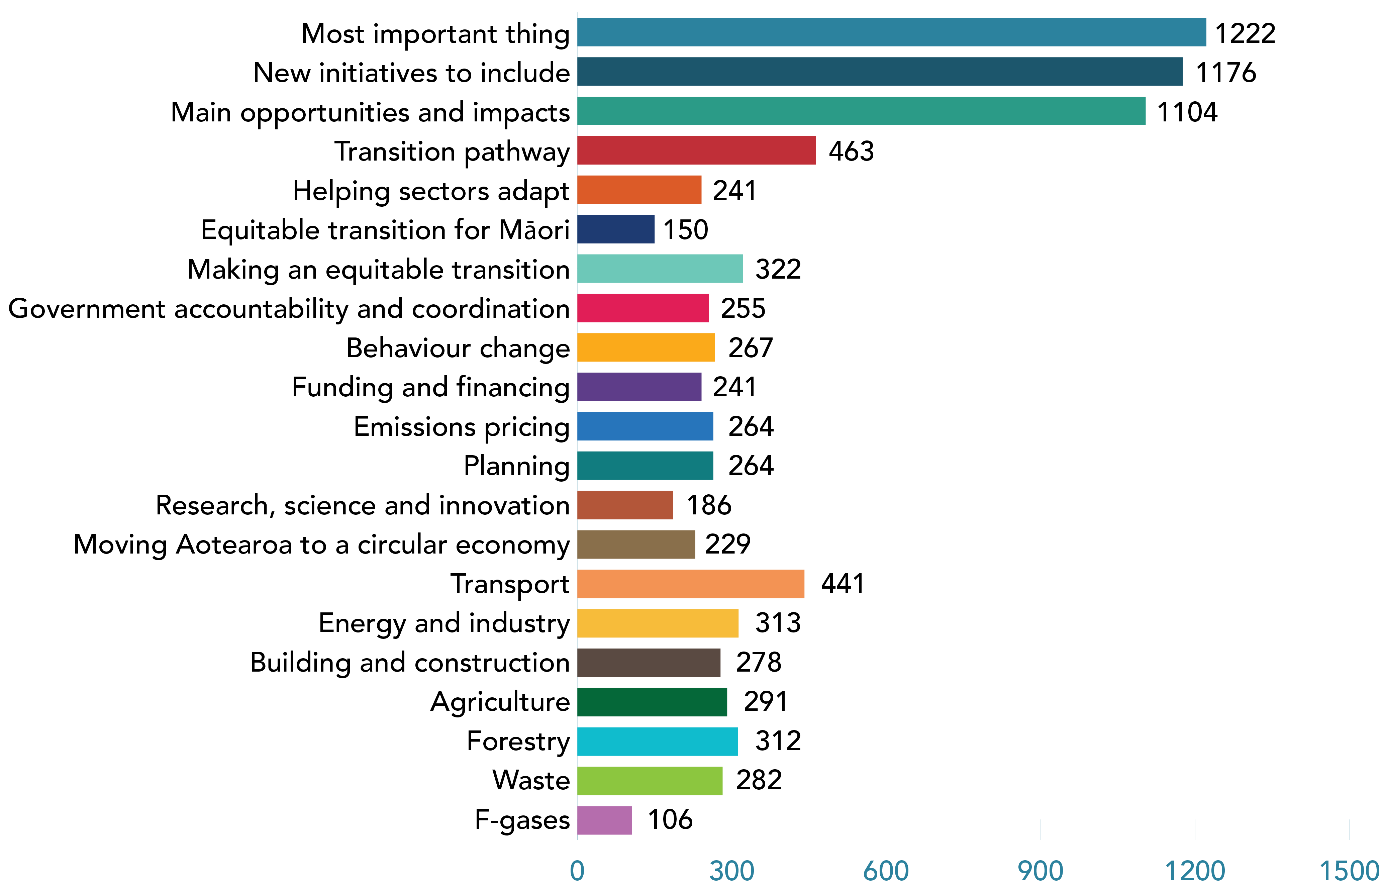 Most important thing 1222
New initiatives to include 1176
Main opportunities and impacts 1104
Transition pathway 463
Helping sectors adapt 241
Equitable transition for Māori 150
Making an equitable transition 322
Government accountability and coordination 255
Behaviour change 267
Funding and financing 241
Emissions pricing 264
Planning 264
Research, science and innovation 186
Moving Aotearoa to a circular economy 229
Transport 441
Energy and industry 313
Building and construction 278
Agriculture 291
Forestry 312
Waste 282
F-gases 106
0 300 600 900 1200 1500